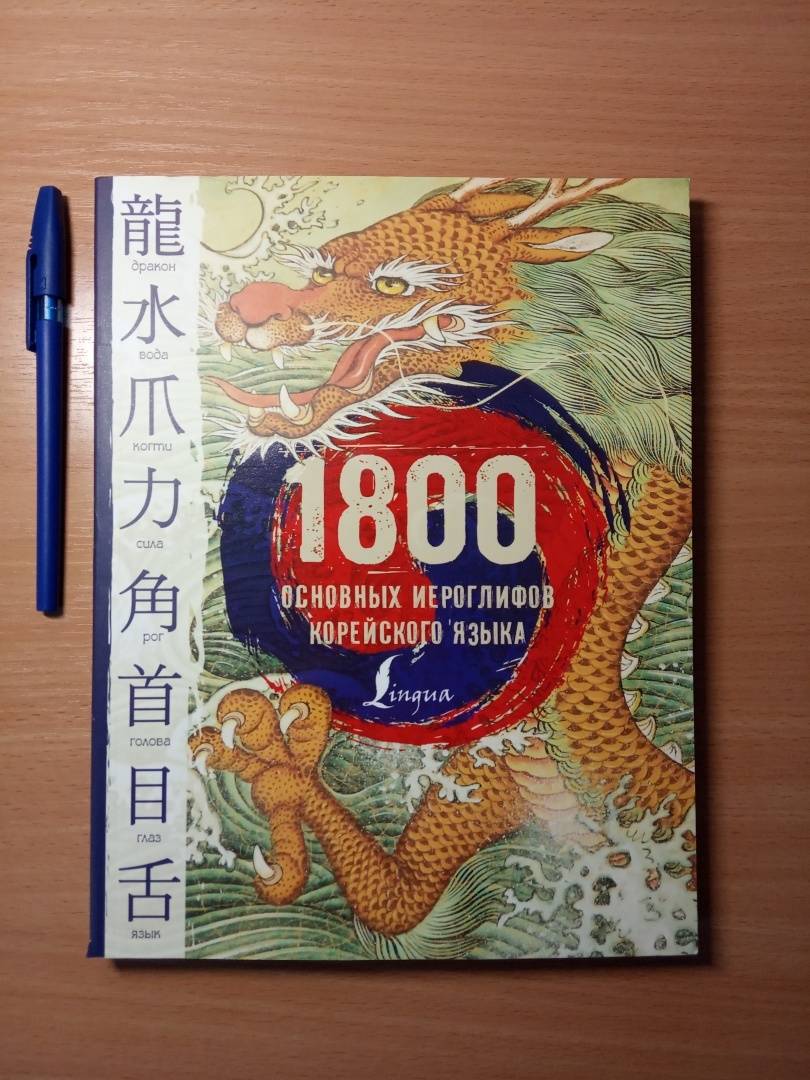 龍
дракон
水
вода
爪
когти
力
сила
角
рог
首
голова
目
глаз
舌
язык
1800
ОСНОВНЫХ ИЕРОГЛИФОВ
КОРЕЙСКОГО ЯЗЫКА
Lingua